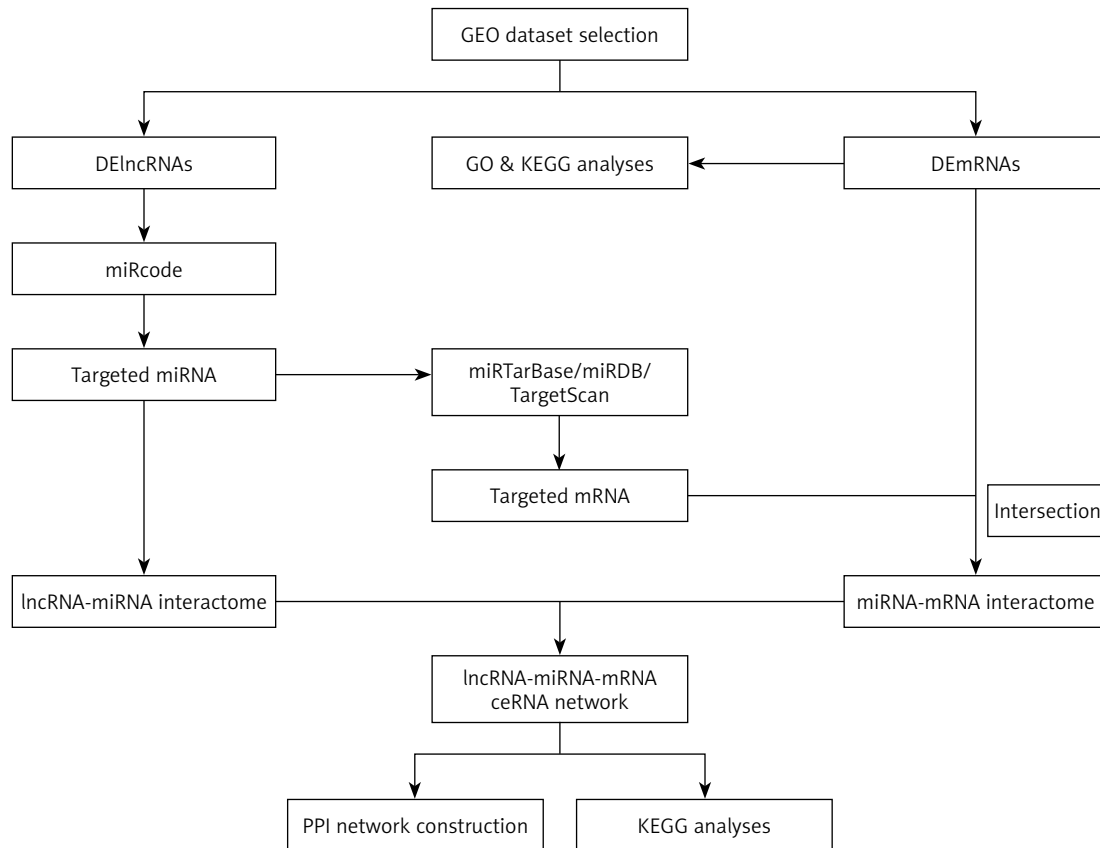 GEO dataset selection
DElncRNAs
GO & KEGG analyses
DEmRNAs
miRcode
Targeted miRNA
miRTarBase/miRDB/
TargetScan
Targeted mRNA
Intersection
lncRNA-miRNA interactome
miRNA-mRNA interactome
lncRNA-miRNA-mRNA
ceRNA network
PPI network construction
KEGG analyses